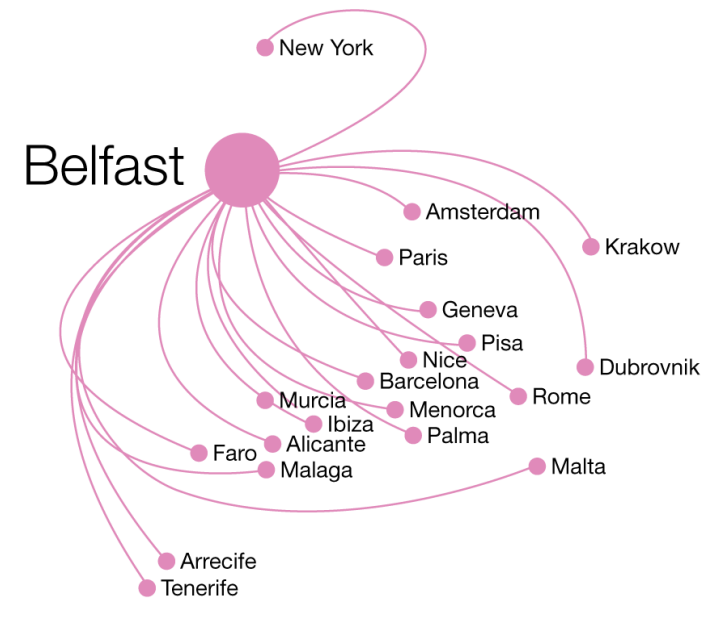 New York
Belfast
Amsterdam
Krakow
Paris
Geneva
Pisa
Nice
Dubrovnik
Barcelona
Rome
Murcia
Menorca
Ibiza
Palma
Alicante
Faro
Malta
Malaga
Arrecife
Tenerife